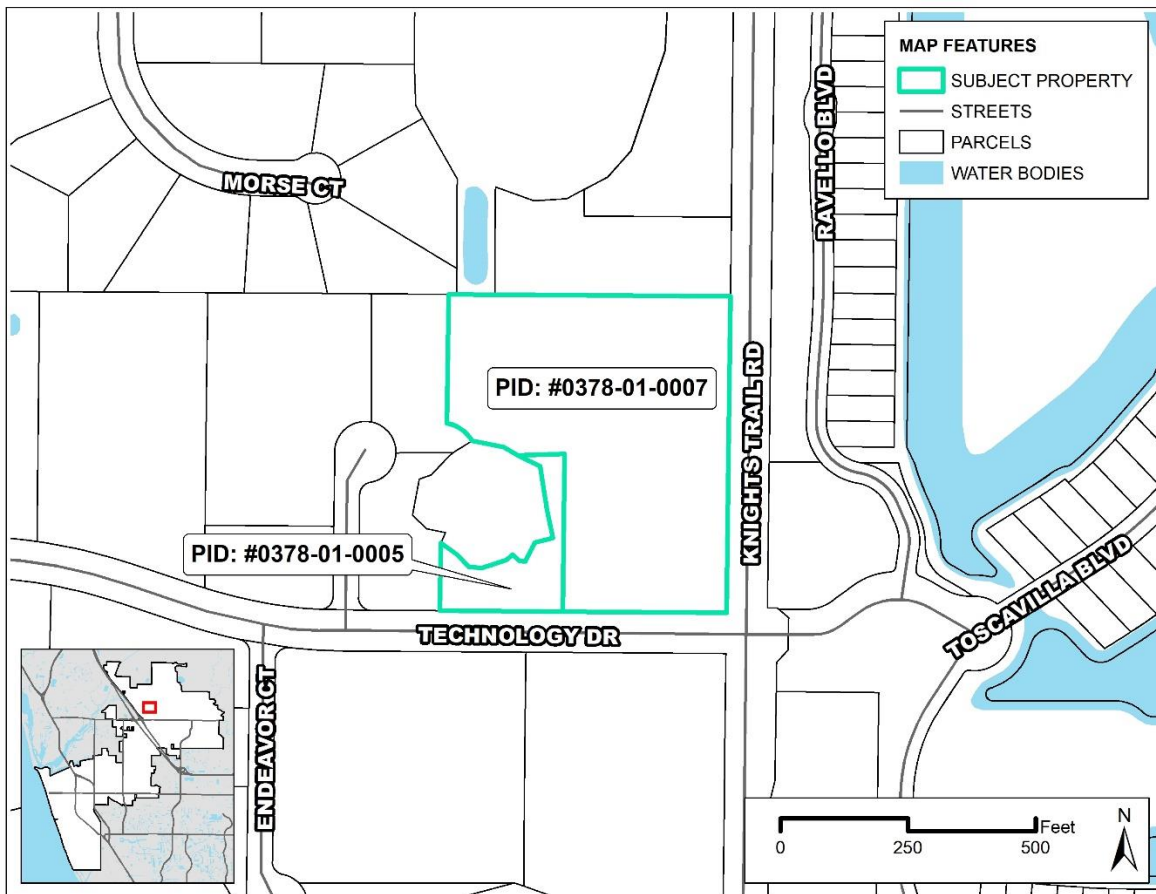 MAP FEATURES
SUBJECT PROPERTY
STREETS
PARCELS
WATER BODIES
RAVELLO BLVD
MORSE CT
PID: #0378-01-0007
KNIGHTS TRAIL RD
PID: #0378-01-0005
TOSCAVILLA BLVD
TECHNOLOGY DR
ENDEAVOR CT
Feet
0 250 500
N